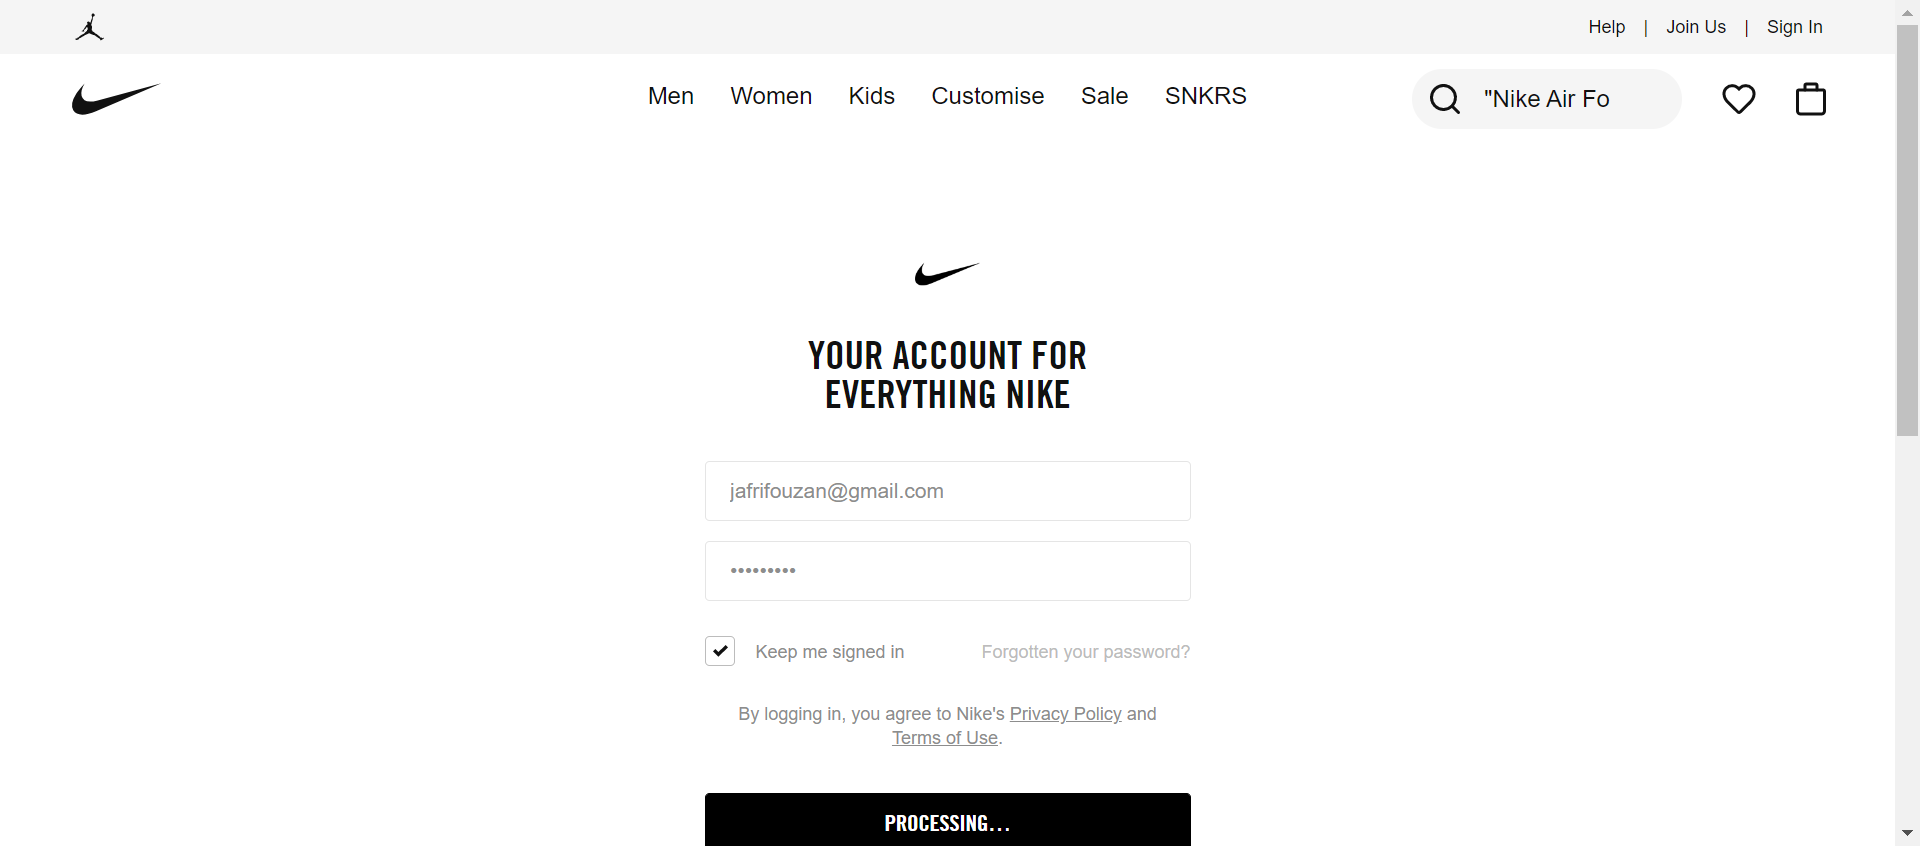 Help | Join Us | Sign In
Men Women Kids Customise Sale SNKRS "Nike Air Fo
YOUR ACCOUNT FOR
EVERYTHING NIKE
jafrifouzan@gmail.com
•••••••••
Keep me signed in Forgotten your password?
By logging in, you agree to Nike's Privacy Policy and
Terms of Use.
PROCESSING...